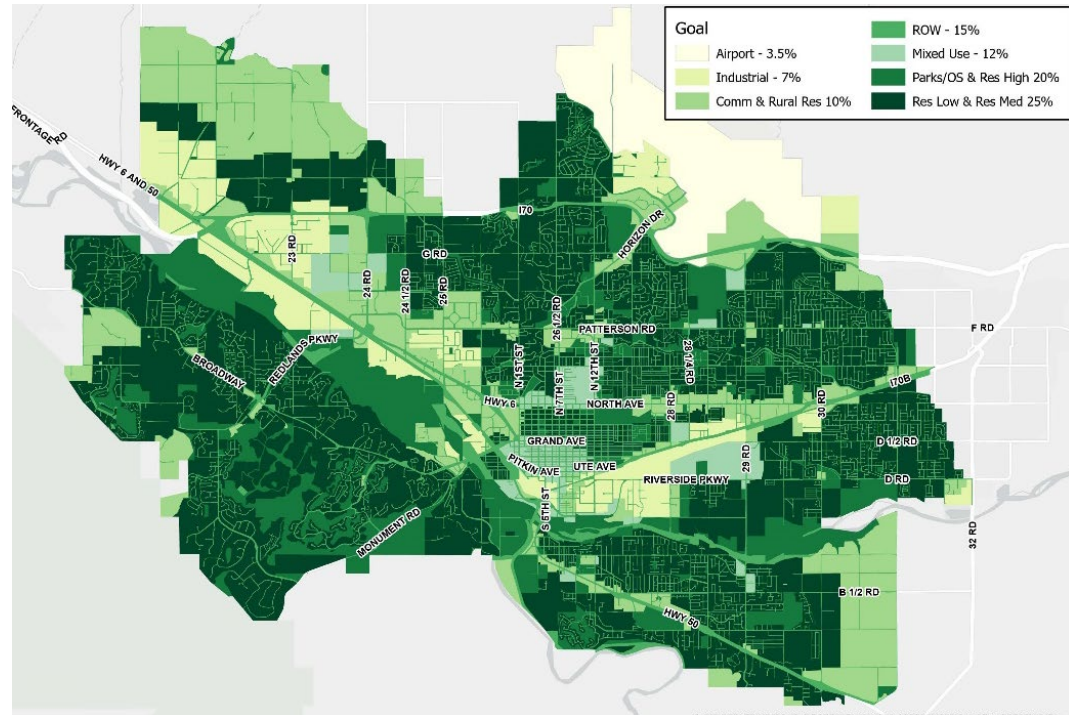 Goal
Airport - 3.5%
Industrial - 7%
Comm & Rural Res 10%
ROW - 15%
Mixed Use - 12%
Parks/OS & Res High 20%
Res Low & Res Med 25%
FRONTAGE RD
HWY 6 AND 50
I70
HORIZON DR
23 RD
G RD
24 RD
24 1/2 RD
25 RD
26 1/2 RD
PATTERSON RD
F RD
REDLANDS PKWY
BROADWAY
N 1ST ST
N 7TH ST
N 12TH ST
28 1/4 RD
I70B
HWY 6
NORTH AVE
28 RD
30 RD
GRAND AVE
D 1/2 RD
PITKIN AVE
UTE AVE
29 RD
RIVERSIDE PKWY
D RD
MONUMENT RD
S 5TH ST
32 RD
B 1/2 RD
HWY 50